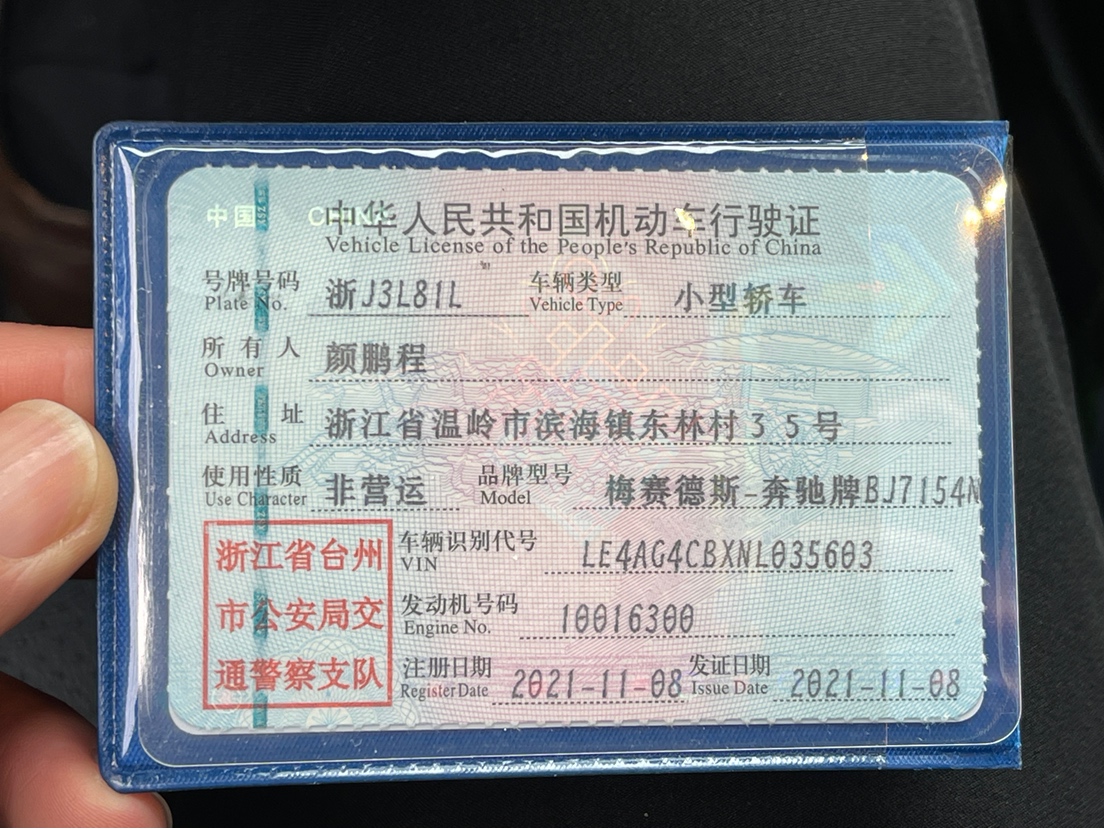 中国 CHINA
中华人民共和国机动车行驶证
Vehicle License of the People's Republic of China
号牌号码 浙J3L81L 车辆类型 小型轿车
Plate No. Vehicle Type
所有人 颜鹏程
Owner
住址 浙江省温岭市滨海镇东林村35号
Address
使用性质 非营运 品牌型号 梅赛德斯-奔驰牌BJ7154N
Use Character Model
浙江省台州 车辆识别代号 LE4AG4CBXNL035603
VIN
市公安局交 发动机号码 10016300
Engine No.
通警察支队 注册日期 2021-11-08 发证日期 2021-11-08
Register Date Issue Date